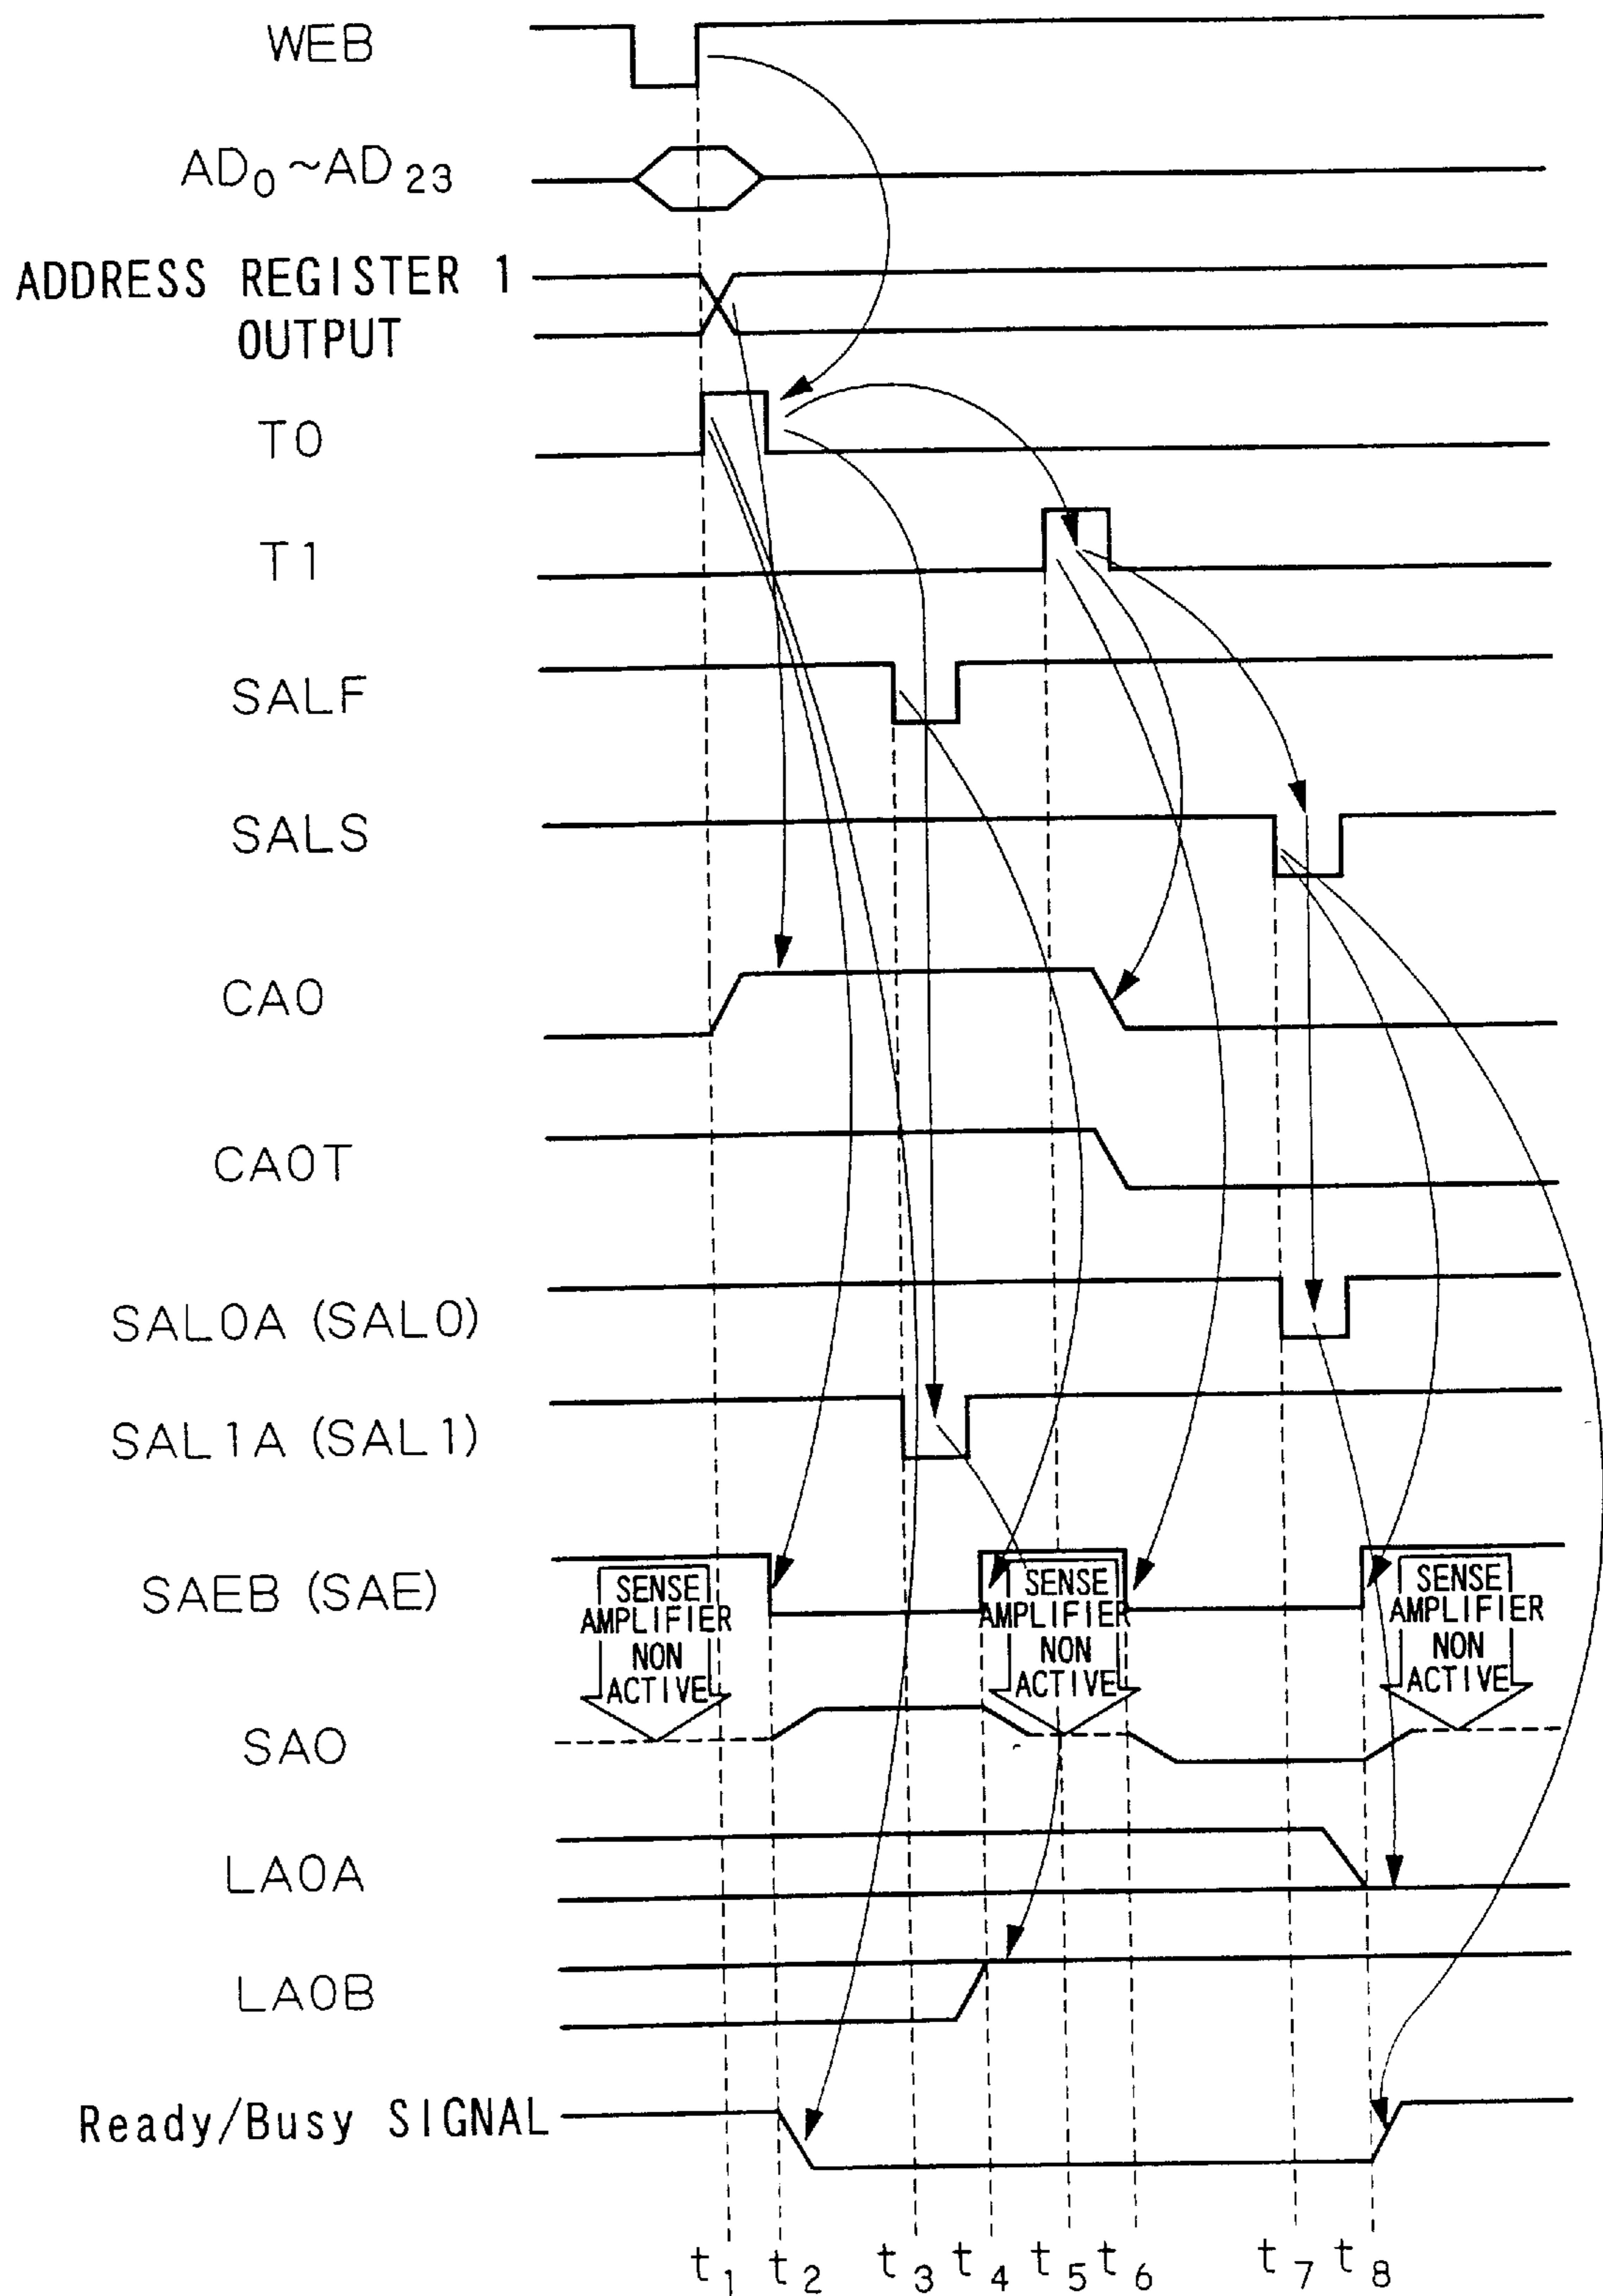 WEB
AD₀~AD₂₃
ADDRESS REGISTER 1
OUTPUT
T0
T1
SALF
SALS
CA0
CA0T
SAL0A (SAL0)
SAL1A (SAL1)
SAEB (SAE)
SENSE
AMPLIFIER
NON
ACTIVE
SENSE
AMPLIFIER
NON
ACTIVE
SENSE
AMPLIFIER
NON
ACTIVE
SA0
LA0A
LA0B
Ready/Busy SIGNAL
t₁ t₂ t₃ t₄ t₅ t₆ t₇ t₈